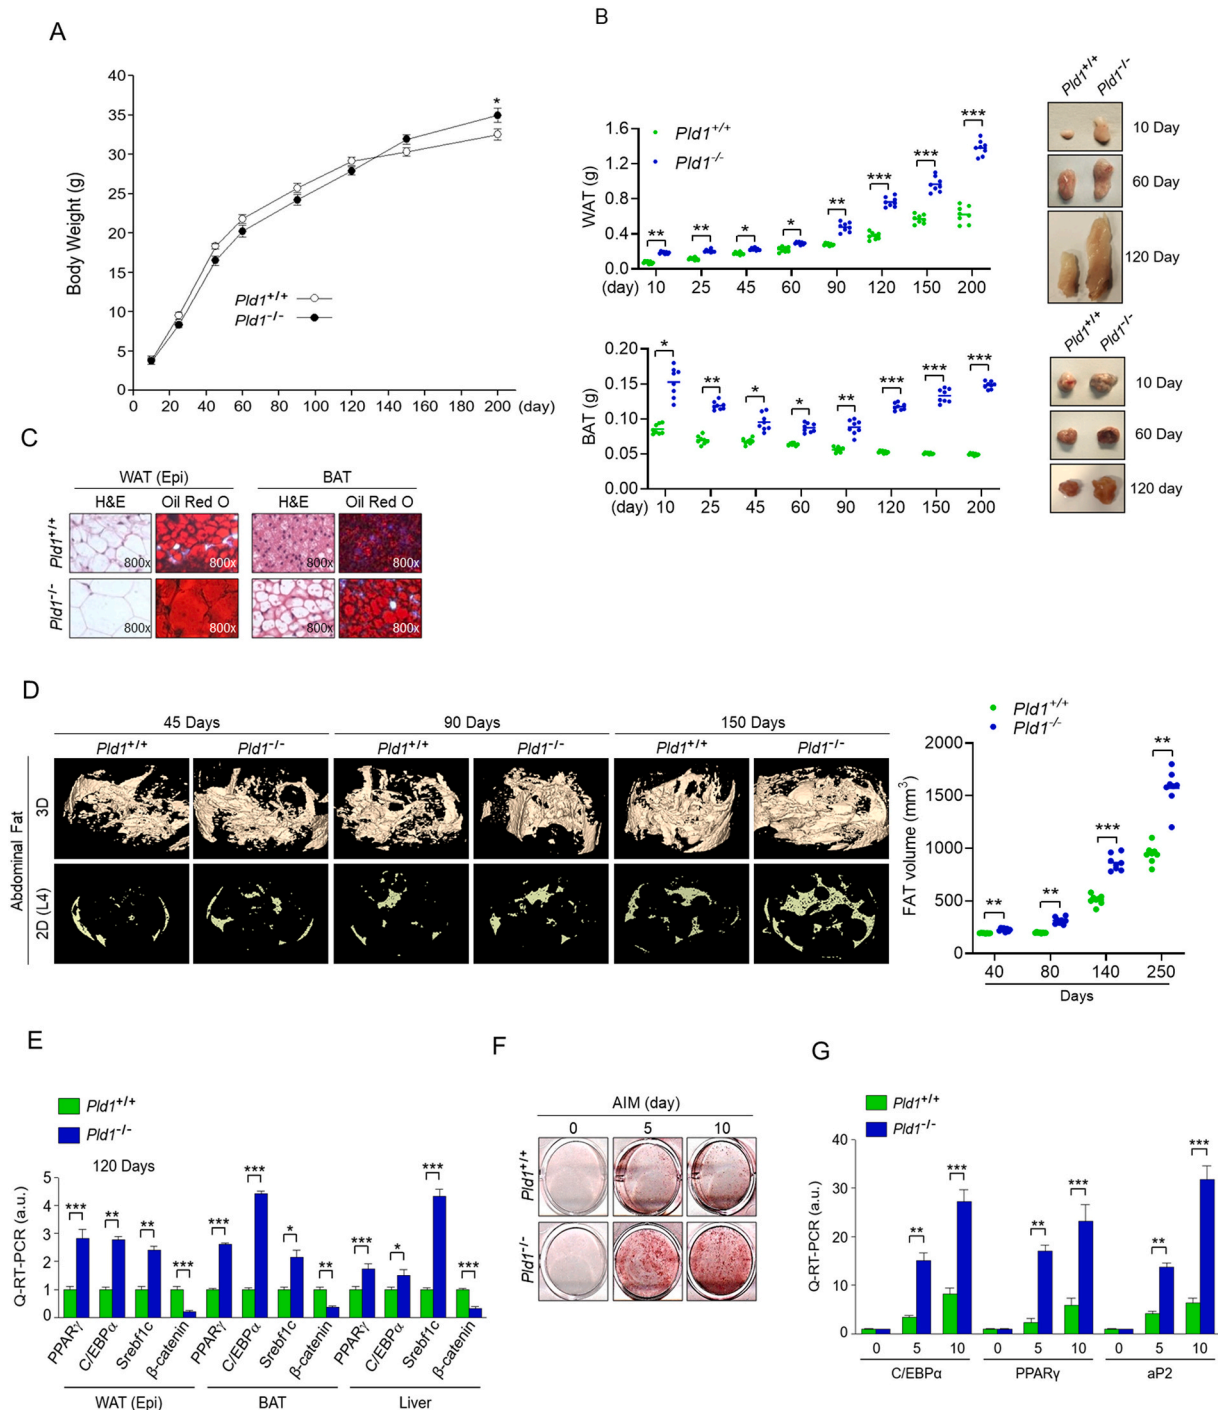 A
Body Weight (g)
40
35
30
25
20
15
10
5
0
*
Pld1+/+
Pld1-/-
0 20 40 60 80 100 120 140 160 180 200 (day)
B
WAT (g)
1.6
1.2
0.8
0.4
0.0
Pld1+/+
Pld1-/-
** ** * * ** *** *** ***
(day) 10 25 45 60 90 120 150 200
Pld1+/+ Pld1-/-
10 Day
60 Day
120 Day
BAT (g)
0.20
0.15
0.10
0.05
0.00
* ** * * ** *** *** ***
(day) 10 25 45 60 90 120 150 200
Pld1+/+ Pld1-/-
10 Day
60 Day
120 day
C
WAT (Epi) BAT
H&E Oil Red O H&E Oil Red O
Pld1+/+
800x 800x 800x 800x
Pld1-/-
800x 800x 800x 800x
D
45 Days 90 Days 150 Days
Pld1+/+ Pld1-/- Pld1+/+ Pld1-/- Pld1+/+ Pld1-/-
Abdominal Fat
3D
2D (L4)
Pld1+/+
Pld1-/-
FAT volume (mm3)
2000
1500
1000
500
0
** ** *** **
40 80 140 250
Days
E
Pld1+/+
Pld1-/-
120 Days
Q-RT-PCR (a.u.)
5
4
3
2
1
0
*** ** ** *** *** *** * ** *** * *** ***
PPARγ C/EBPα Srebf1c β-catenin PPARγ C/EBPα Srebf1c β-catenin PPARγ C/EBPα Srebf1c β-catenin
WAT (Epi) BAT Liver
F
AIM (day)
0 5 10
Pld1+/+
Pld1-/-
G
Pld1+/+
Pld1-/-
Q-RT-PCR (a.u.)
40
30
20
10
0
** *** ** *** ** ***
0 5 10 0 5 10 0 5 10
C/EBPα PPARγ aP2